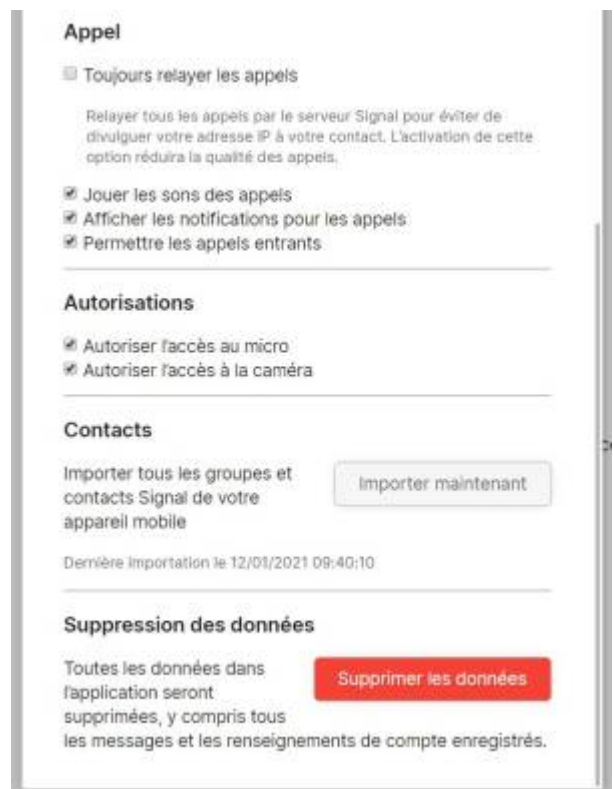 Appel
Toujours relayer les appels
Relayer tous les appels par le serveur Signal pour éviter de
divulguer votre adresse IP à votre contact. L'activation de cette
option réduira la qualité des appels.
Jouer les sons des appels
Afficher les notifications pour les appels
Permettre les appels entrants
Autorisations
Autoriser l'accès au micro
Autoriser l'accès à la caméra
Contacts
Importer tous les groupes et
contacts Signal de votre
appareil mobile
Importer maintenant
Dernière importation le 12/01/2021 09:40:10
Suppression des données
Toutes les données dans
l'application seront
supprimées, y compris tous
les messages et les renseignements de compte enregistrés.
Supprimer les données